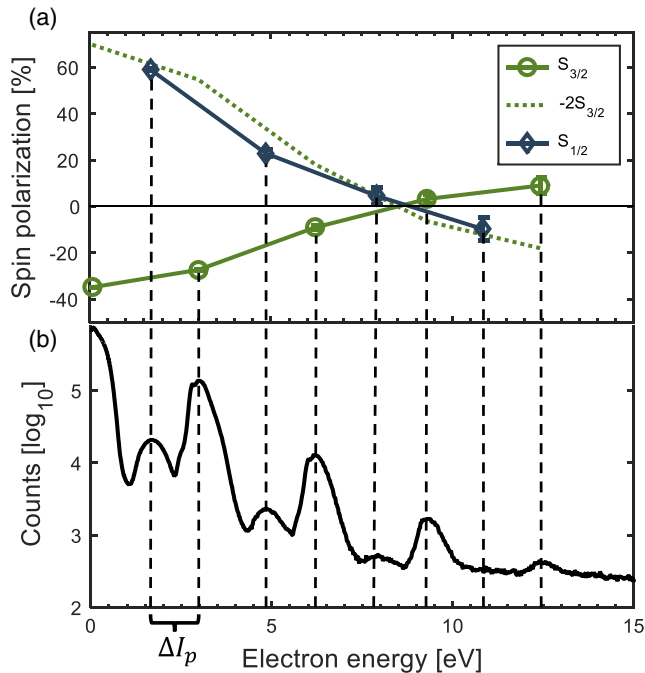 (a)
Spin polarization [%]
60
40
20
0
-20
-40
S3/2
-2S3/2
S1/2
(b)
Counts [log10]
5
4
3
2
0
5
10
15
ΔIp
Electron energy [eV]